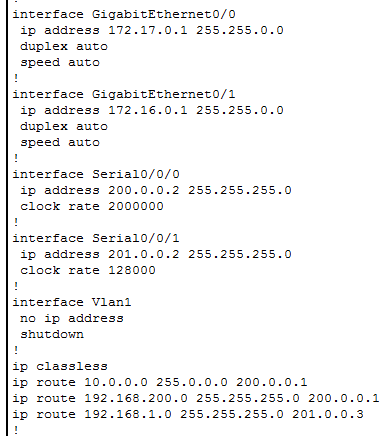 !
interface GigabitEthernet0/0
 ip address 172.17.0.1 255.255.0.0
 duplex auto
 speed auto
!
interface GigabitEthernet0/1
 ip address 172.16.0.1 255.255.0.0
 duplex auto
 speed auto
!
interface Serial0/0/0
 ip address 200.0.0.2 255.255.255.0
 clock rate 2000000
!
interface Serial0/0/1
 ip address 201.0.0.2 255.255.255.0
 clock rate 128000
!
interface Vlan1
 no ip address
 shutdown
!
ip classless
ip route 10.0.0.0 255.0.0.0 200.0.0.1
ip route 192.168.200.0 255.255.255.0 200.0.0.1
ip route 192.168.1.0 255.255.255.0 201.0.0.3
!